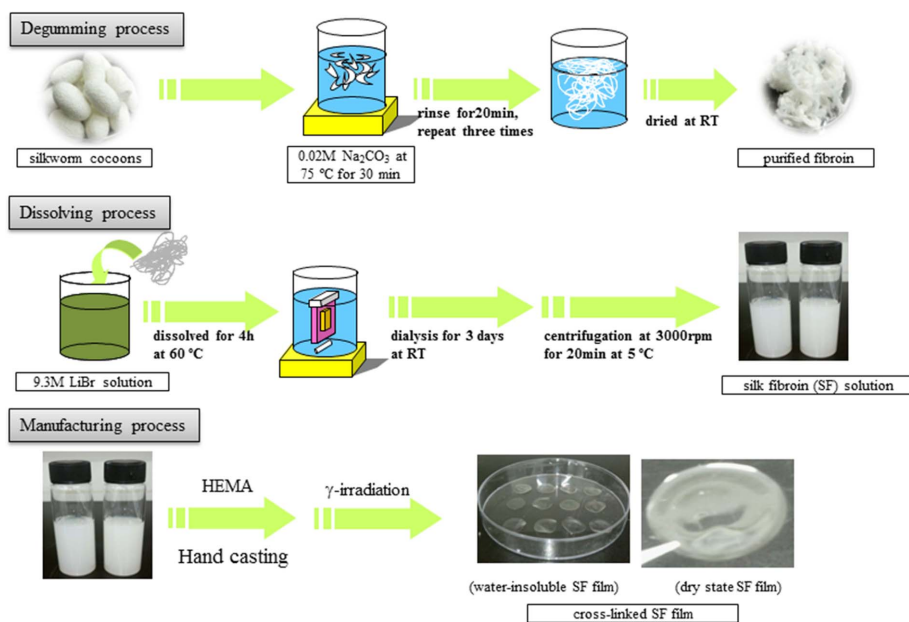 Degumming process
silkworm cocoons
0.02M Na₂CO₃ at
75 ºC for 30 min
rinse for20min,
repeat three times
dried at RT
purified fibroin
Dissolving process
9.3M LiBr solution
dissolved for 4h
at 60 ºC
dialysis for 3 days
at RT
centrifugation at 3000rpm
for 20min at 5 ºC
silk fibroin (SF) solution
Manufacturing process
HEMA
Hand casting
γ-irradiation
(water-insoluble SF film)
(dry state SF film)
cross-linked SF film